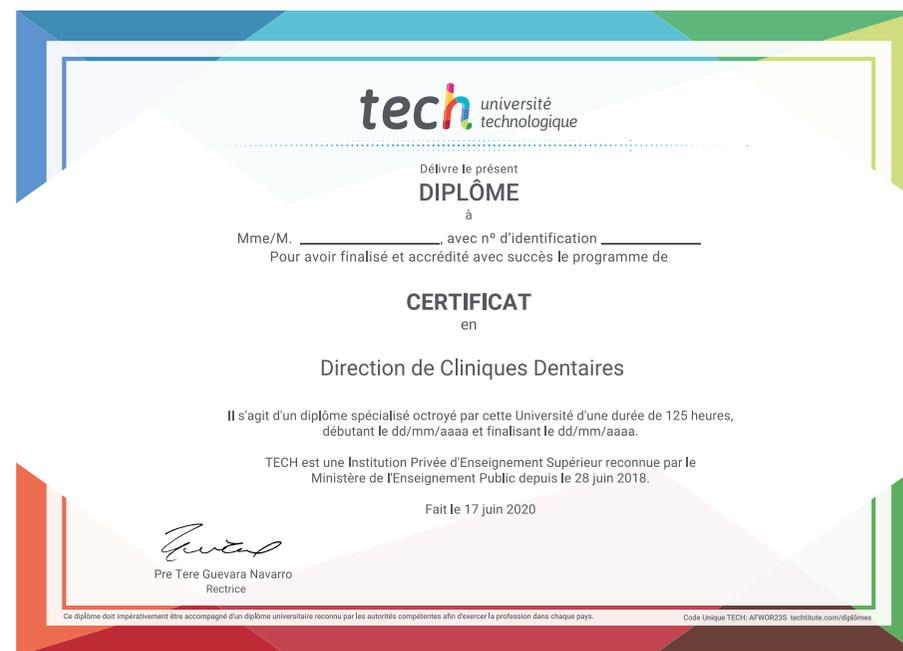 tech université
technologique
Délivre le présent
DIPLÔME
à
Mme/M. ____________, avec nº d'identification ____________
Pour avoir finalisé et accrédité avec succès le programme de
CERTIFICAT
en
Direction de Cliniques Dentaires
Il s'agit d'un diplôme spécialisé octroyé par cette Université d'une durée de 125 heures,
débutant le dd/mm/aaaa et finalisant le dd/mm/aaaa.
TECH est une Institution Privée d'Enseignement Supérieur reconnue par le
Ministère de l'Enseignement Public depuis le 28 juin 2018.
Fait le 17 juin 2020
Pre Tere Guevara Navarro
Rectrice
Ce diplôme doit impérativement être accompagné d'un diplôme universitaire reconnu par les autorités compétentes afin d'exercer la profession dans chaque pays.
Code Unique TECH: AFWOR23S techtitute.com/diplômes